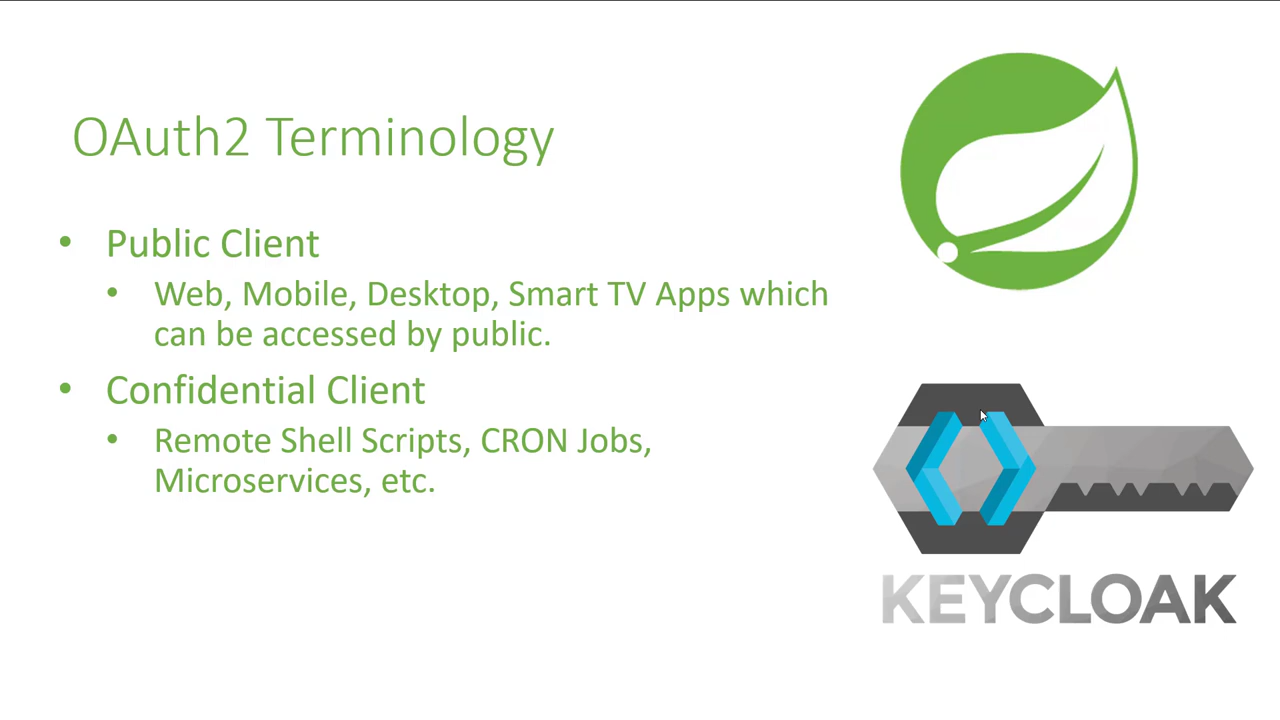 OAuth2 Terminology
• Public Client
• Web, Mobile, Desktop, Smart TV Apps which
can be accessed by public.
• Confidential Client
• Remote Shell Scripts, CRON Jobs,
Microservices, etc.
KEYCLOAK